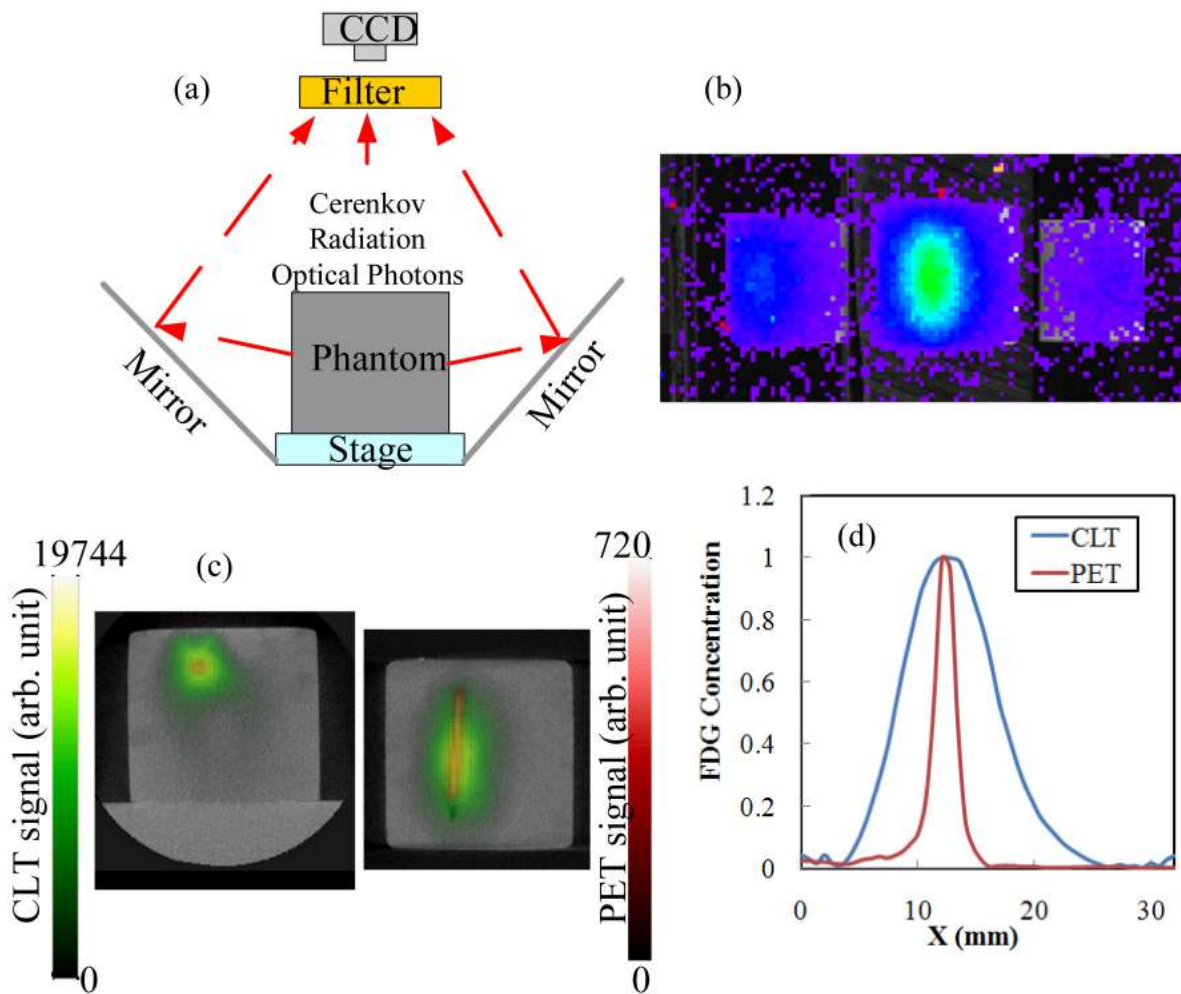 CCD
(a)
Filter
(b)
Cerenkov
Radiation
Optical Photons
Phantom
Mirror
Mirror
Stage
19744
(c)
720
CLT signal (arb. unit)
0
PET signal (arb. unit)
0
(d)
CLT
PET
FDG Concentration
1.2
1
0.8
0.6
0.4
0.2
0
0
10
20
30
X (mm)